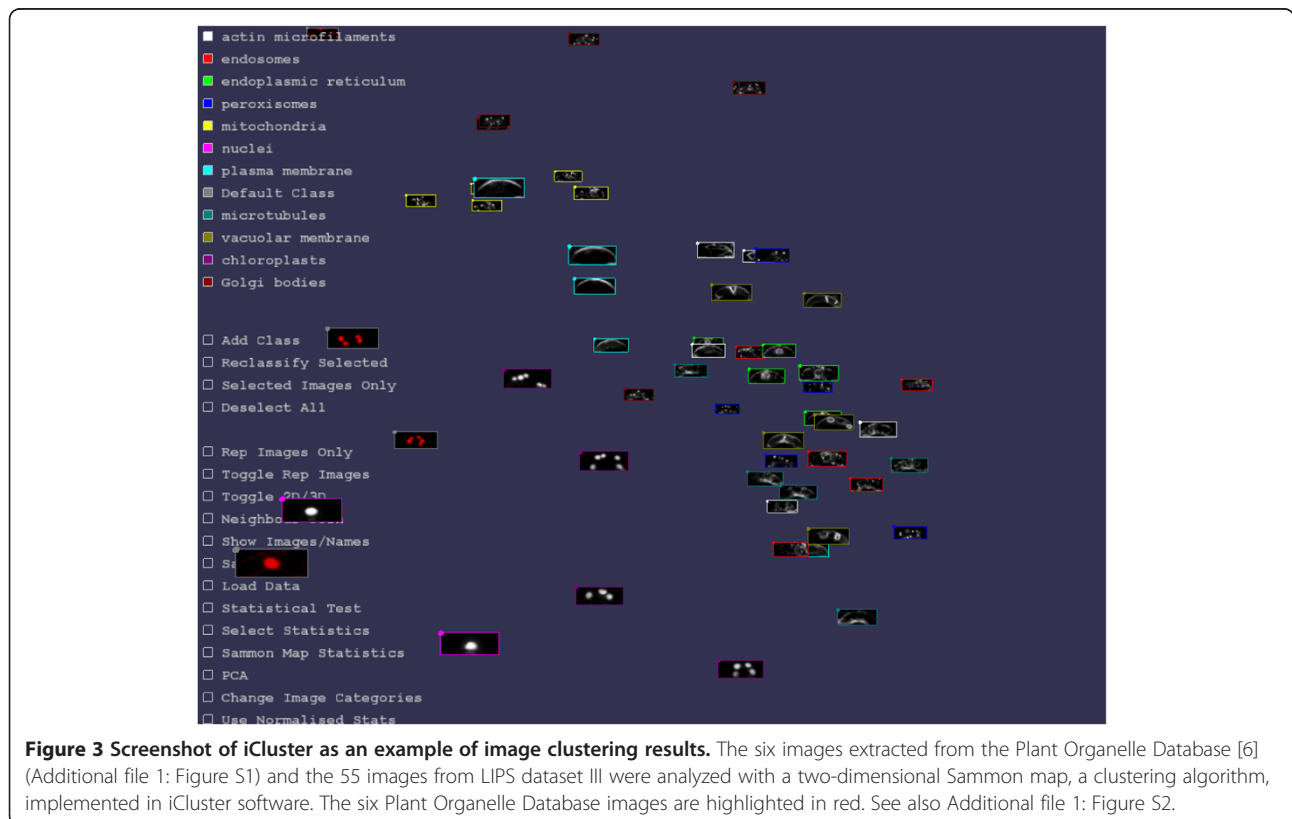 actin microfilaments
endosomes
endoplasmic reticulum
peroxisomes
mitochondria
nuclei
plasma membrane
Default Class
microtubules
vacuolar membrane
chloroplasts
Golgi bodies
Add Class
Reclassify Selected
Selected Images Only
Deselect All
Rep Images Only
Toggle Rep Images
Toggle 2D/3D
Show Images/Names
Load Data
Statistical Test
Select Statistics
Sammon Map Statistics
PCA
Change Image Categories
Use Normalised Stats
Figure 3 Screenshot of iCluster as an example of image clustering results. The six images extracted from the Plant Organelle Database [6]
(Additional file 1: Figure S1) and the 55 images from LIPS dataset III were analyzed with a two-dimensional Sammon map, a clustering algorithm,
implemented in iCluster software. The six Plant Organelle Database images are highlighted in red. See also Additional file 1: Figure S2.